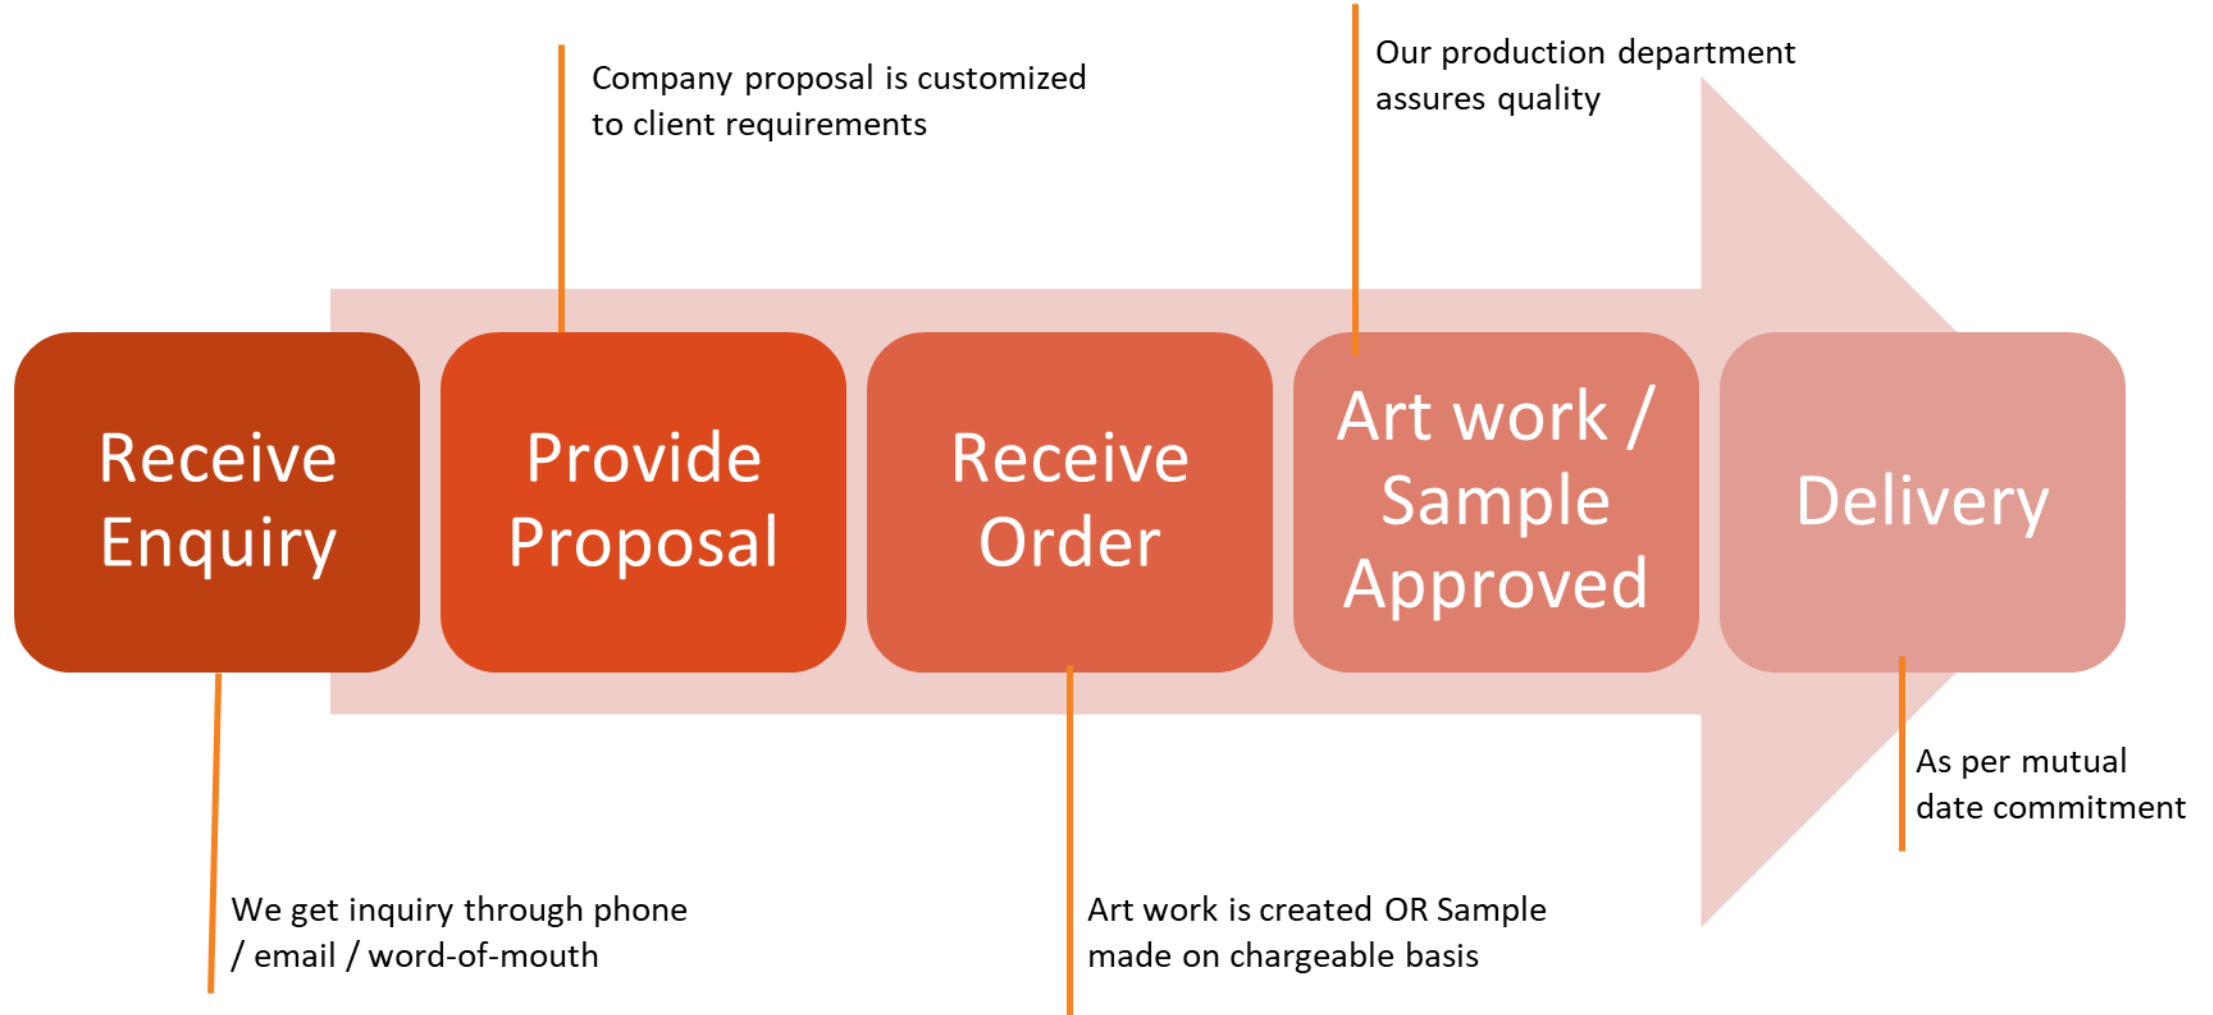 Our production department
assures quality
Company proposal is customized
to client requirements
Receive
Enquiry
Provide
Proposal
Receive
Order
Art work /
Sample
Approved
Delivery
As per mutual
date commitment
We get inquiry through phone
/ email / word-of-mouth
Art work is created OR Sample
made on chargeable basis